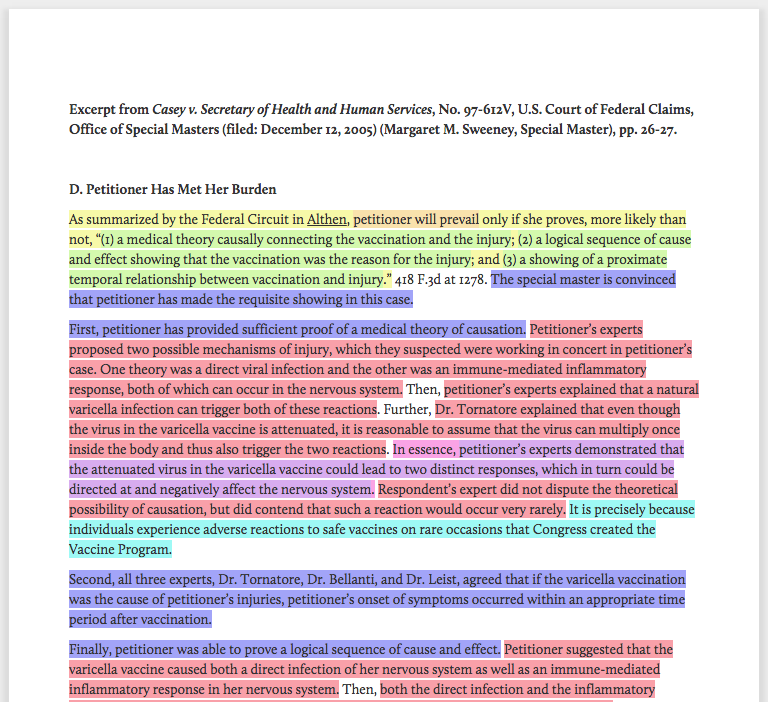 Excerpt from Casey v. Secretary of Health and Human Services, No. 97-612V, U.S. Court of Federal Claims,
Office of Special Masters (filed: December 12, 2005) (Margaret M. Sweeney, Special Master), pp. 26-27.
D. Petitioner Has Met Her Burden
As summarized by the Federal Circuit in Althen, petitioner will prevail only if she proves, more likely than
not, “(1) a medical theory causally connecting the vaccination and the injury; (2) a logical sequence of cause
and effect showing that the vaccination was the reason for the injury; and (3) a showing of a proximate
temporal relationship between vaccination and injury.” 418 F.3d at 1278. The special master is convinced
that petitioner has made the requisite showing in this case.
First, petitioner has provided sufficient proof of a medical theory of causation. Petitioner’s experts
proposed two possible mechanisms of injury, which they suspected were working in concert in petitioner’s
case. One theory was a direct viral infection and the other was an immune-mediated inflammatory
response, both of which can occur in the nervous system. Then, petitioner’s experts explained that a natural
varicella infection can trigger both of these reactions. Further, Dr. Tornatore explained that even though
the virus in the varicella vaccine is attenuated, it is reasonable to assume that the virus can multiply once
inside the body and thus also trigger the two reactions. In essence, petitioner’s experts demonstrated that
the attenuated virus in the varicella vaccine could lead to two distinct responses, which in turn could be
directed at and negatively affect the nervous system. Respondent’s expert did not dispute the theoretical
possibility of causation, but did contend that such a reaction would occur very rarely. It is precisely because
individuals experience adverse reactions to safe vaccines on rare occasions that Congress created the
Vaccine Program.
Second, all three experts, Dr. Tornatore, Dr. Bellanti, and Dr. Leist, agreed that if the varicella vaccination
was the cause of petitioner’s injuries, petitioner’s onset of symptoms occurred within an appropriate time
period after vaccination.
Finally, petitioner was able to prove a logical sequence of cause and effect. Petitioner suggested that the
varicella vaccine caused both a direct infection of her nervous system as well as an immune-mediated
inflammatory response in her nervous system. Then, both the direct infection and the inflammatory